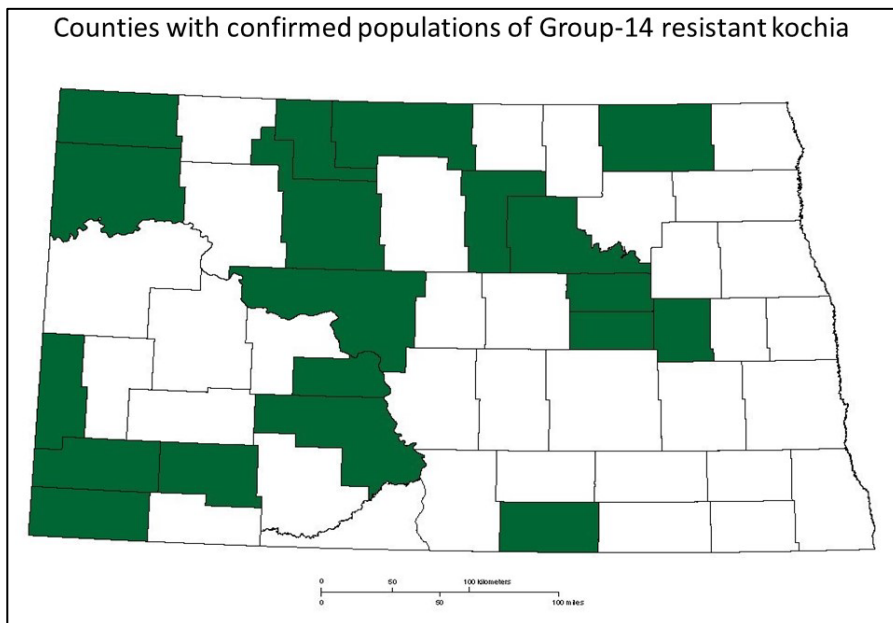 Counties with confirmed populations of Group-14 resistant kochia
0 50 100 kilometers
0 50 100 miles